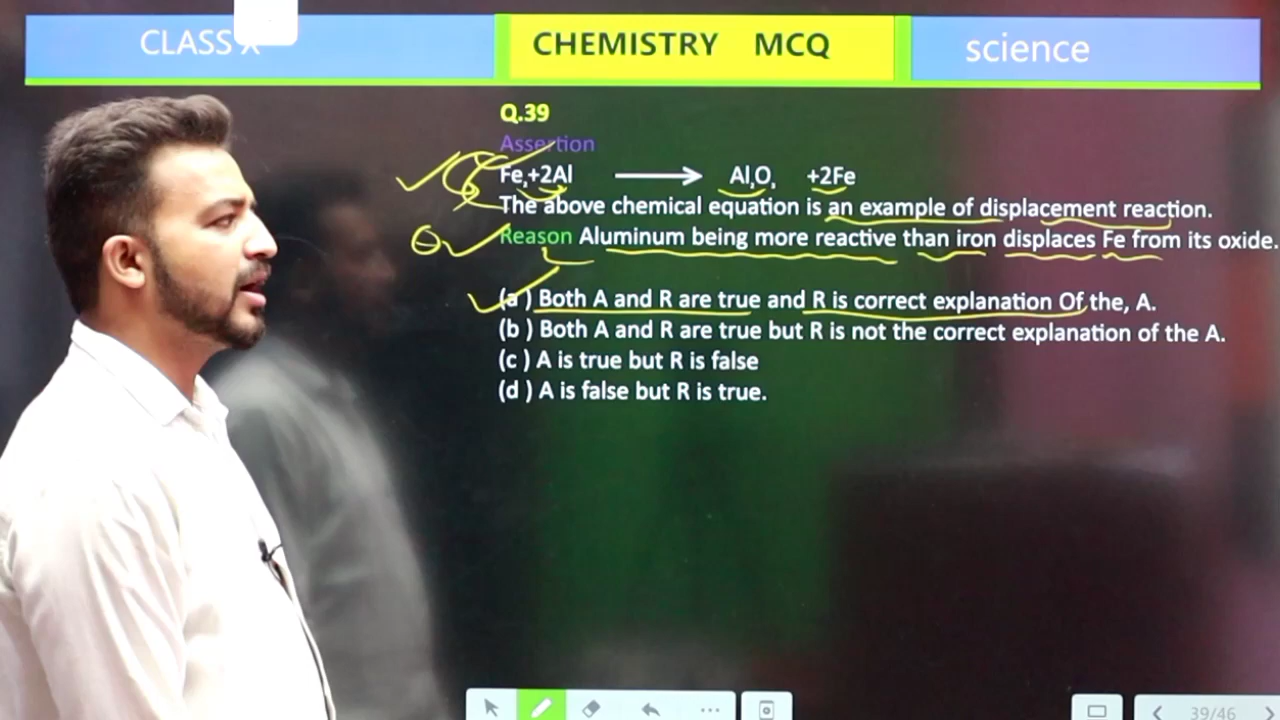 CLASS X
CHEMISTRY MCQ
science
Q.39
Assertion
Fe,+2Al ⟶ Al,O, +2Fe
The above chemical equation is an example of displacement reaction.
Reason Aluminum being more reactive than iron displaces Fe from its oxide.
(a ) Both A and R are true and R is correct explanation Of the, A.
(b ) Both A and R are true but R is not the correct explanation of the A.
(c ) A is true but R is false
(d ) A is false but R is true.
39/46